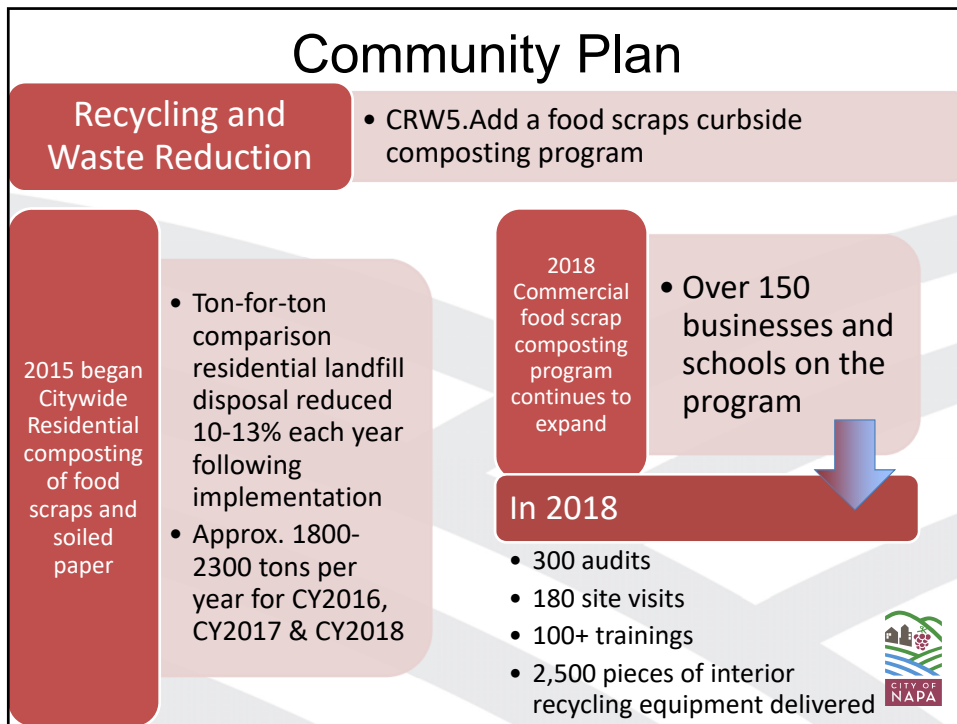 Community Plan
Recycling and
Waste Reduction
• CRW5.Add a food scraps curbside
composting program
2015 began
Citywide
Residential
composting
of food
scraps and
soiled
paper
• Ton-for-ton
comparison
residential landfill
disposal reduced
10-13% each year
following
implementation
• Approx. 1800-
2300 tons per
year for CY2016,
CY2017 & CY2018
2018
Commercial
food scrap
composting
program
continues to
expand
• Over 150
businesses and
schools on the
program
In 2018
• 300 audits
• 180 site visits
• 100+ trainings
• 2,500 pieces of interior
recycling equipment delivered
CITY OF
NAPA